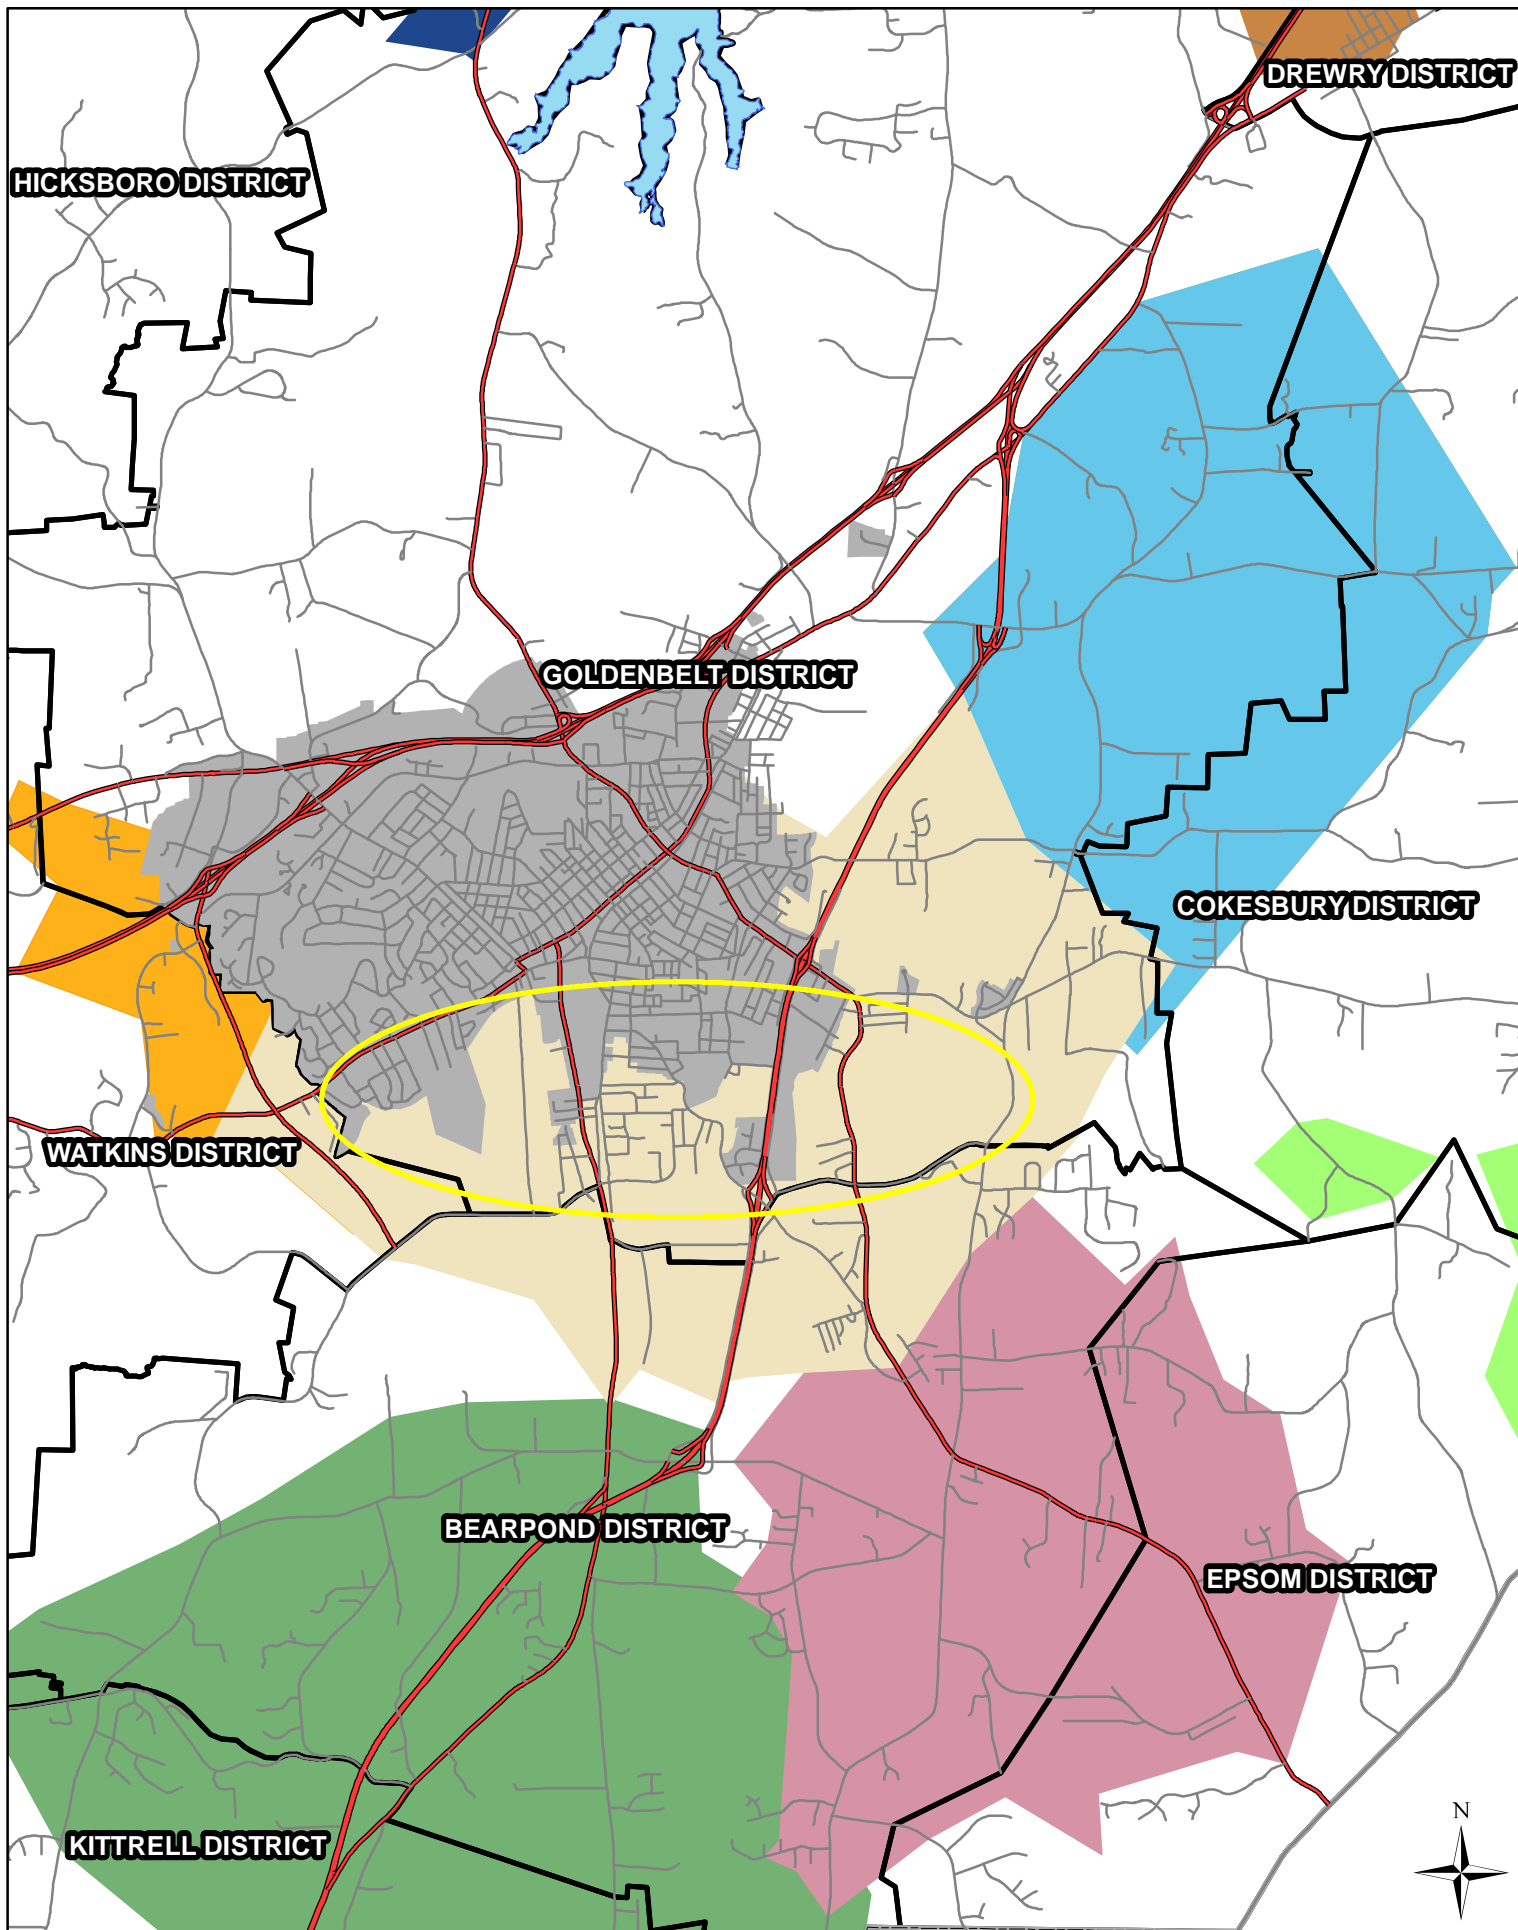 DREWRY DISTRICT
HICKSBORO DISTRICT
GOLDENBELT DISTRICT
COKESBURY DISTRICT
WATKINS DISTRICT
BEARPOND DISTRICT
EPSOM DISTRICT
N
KITTRELL DISTRICT